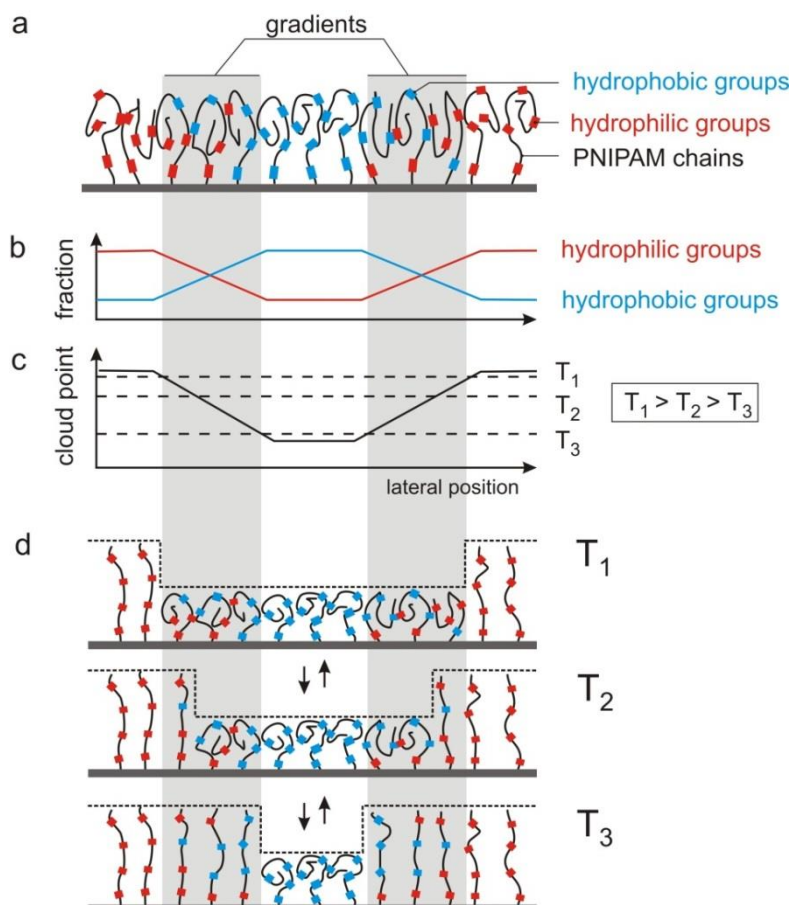 a
gradients
hydrophobic groups
hydrophilic groups
PNIPAM chains
b
fraction
hydrophilic groups
hydrophobic groups
c
cloud point
T1
T2
T3
T1 > T2 > T3
lateral position
d
T1
T2
T3